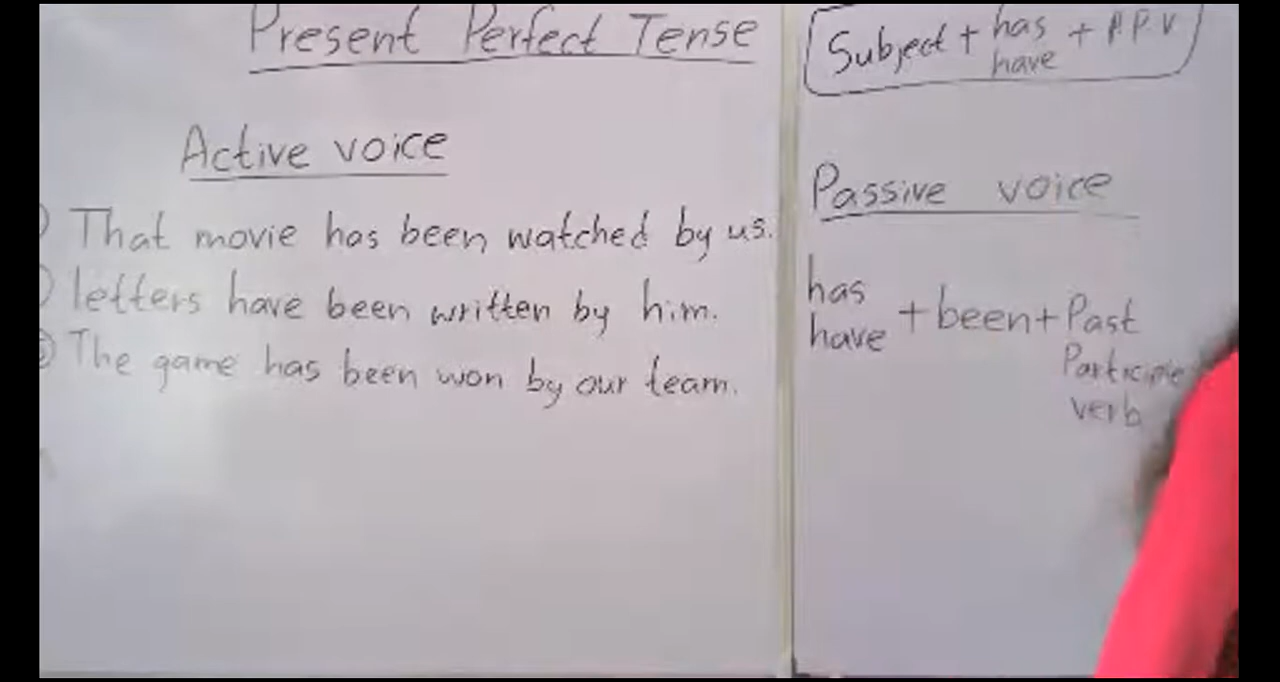 Present Perfect Tense
Active voice
) That movie has been watched by us.
) letters have been written by him.
③ The game has been won by our team.
Subject + has + P.P.V
have
Passive voice
has
have + been + Past
Participle
verb